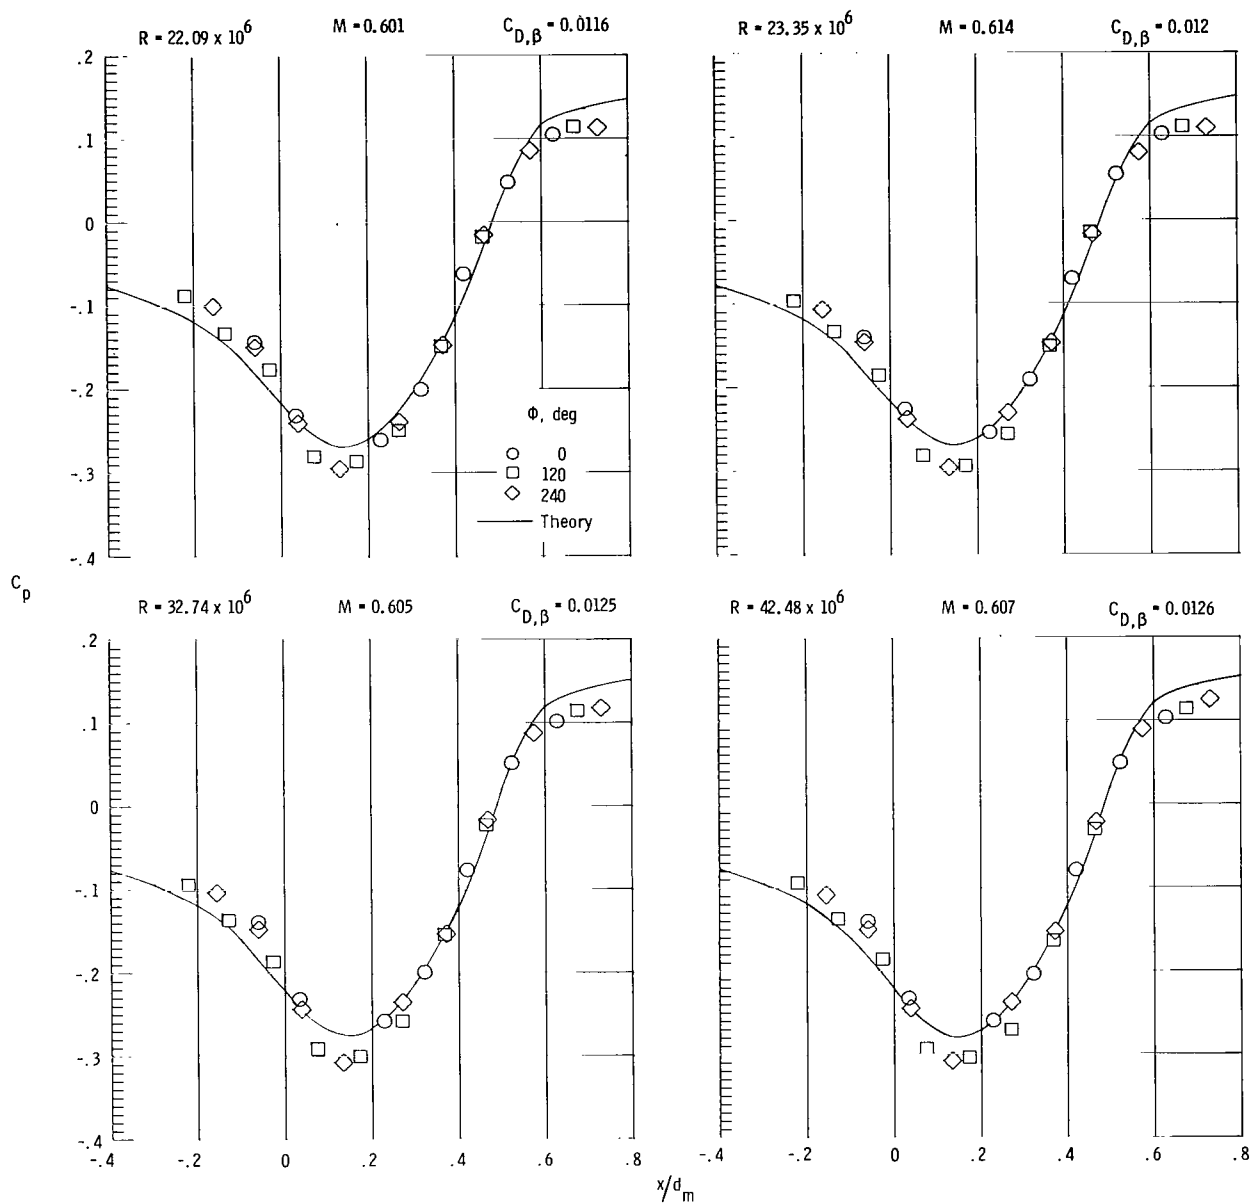 R = 22.09 x 10^6 M = 0.601 C_D,β = 0.0116
R = 23.35 x 10^6 M = 0.614 C_D,β = 0.012
.2
.1
0
-.1
-.2
-.3
-.4
Φ, deg
0
120
240
Theory
C_p
R = 32.74 x 10^6 M = 0.605 C_D,β = 0.0125
R = 42.48 x 10^6 M = 0.607 C_D,β = 0.0126
.2
.1
0
-.1
-.2
-.3
-.4
-.4 -.2 0 .2 .4 .6 .8
-.4 -.2 0 .2 .4 .6 .8
x/d_m